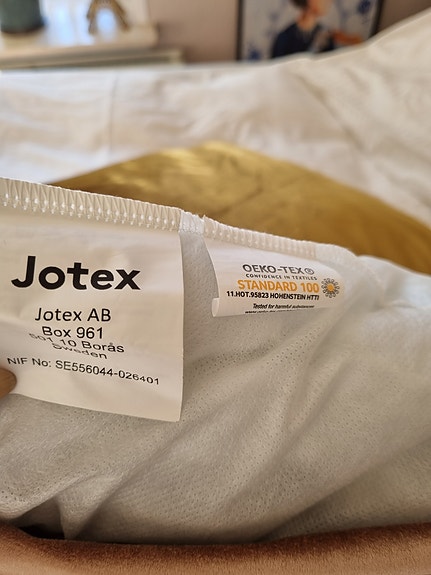 Jotex
Jotex AB
Box 961
501 10 Borås
Sweden
NIF No: SE556044-026401
OEKO-TEX®
CONFIDENCE IN TEXTILES
STANDARD 100
11.HOT.95823 HOHENSTEIN HTTI
Tested for harmful substances